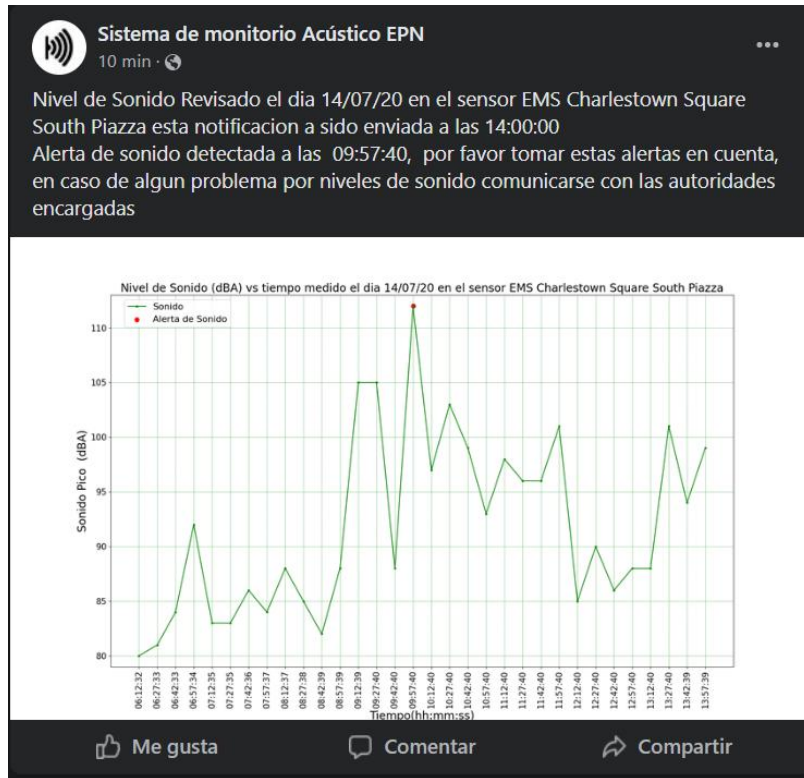 Sistema de monitorio Acústico EPN
10 min ·
Nivel de Sonido Revisado el dia 14/07/20 en el sensor EMS Charlestown Square
South Piazza esta notificacion a sido enviada a las 14:00:00
Alerta de sonido detectada a las 09:57:40, por favor tomar estas alertas en cuenta,
en caso de algun problema por niveles de sonido comunicarse con las autoridades
encargadas
Nivel de Sonido (dBA) vs tiempo medido el dia 14/07/20 en el sensor EMS Charlestown Square South Piazza
Sonido
Alerta de Sonido
Sonido Pico (dBA)
110
105
100
95
90
85
80
06:12:32
06:27:33
06:42:33
06:57:34
07:12:35
07:27:35
07:42:36
07:57:37
08:12:37
08:27:38
08:42:39
08:57:39
09:12:39
09:27:40
09:42:40
09:57:40
10:12:40
10:27:40
10:42:40
10:57:40
11:12:40
11:27:40
11:42:40
11:57:40
12:12:40
12:27:40
12:42:40
12:57:40
13:12:40
13:27:40
13:42:39
13:57:39
Tiempo(hh:mm:ss)
Me gusta
Comentar
Compartir